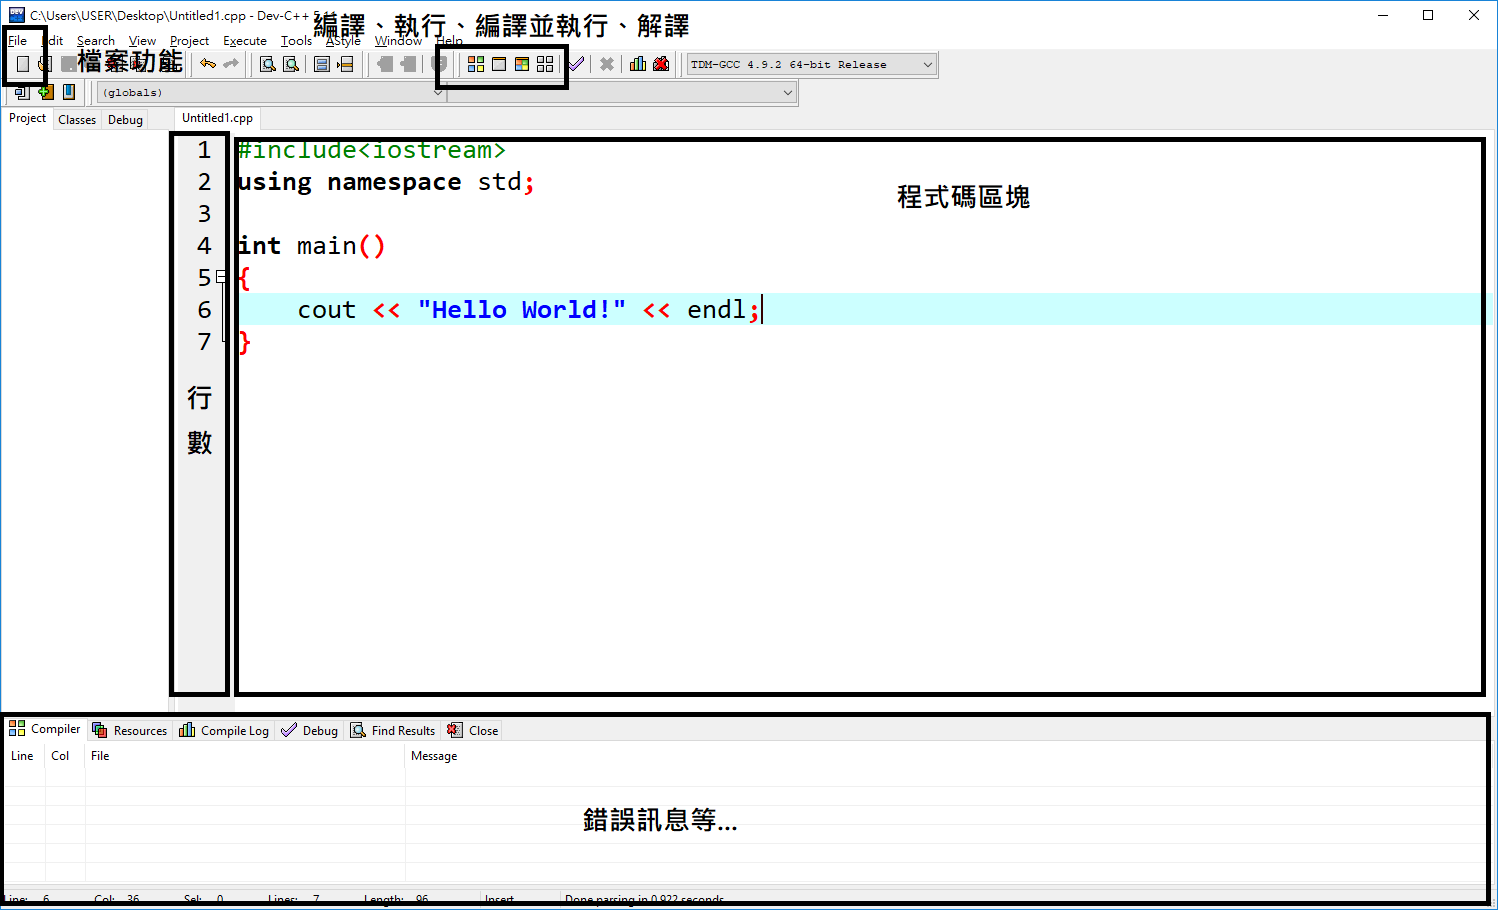 C:\Users\USER\Desktop\Untitled1.cpp - Dev-C++ 5.11
編譯、執行、編譯並執行、解譯
File Edit Search View Project Execute Tools AStyle Window Help
檔案功能
TDM-GCC 4.9.2 64-bit Release
(globals)
Project Classes Debug
Untitled1.cpp
1 #include<iostream>
2 using namespace std;
程式碼區塊
3
4 int main()
5 {
6 cout << "Hello World!" << endl;
7 }
行
數
Compiler Resources Compile Log Debug Find Results Close
Line Col File Message
錯誤訊息等...
Line: 6 Col: 36 Sel: 0 Lines: 7 Length: 96 Insert Done parsing in 0.922 seconds